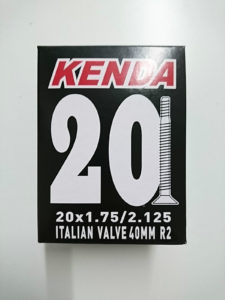 KENDA
20
20x1.75/2.125
ITALIAN VALVE 40MM R2